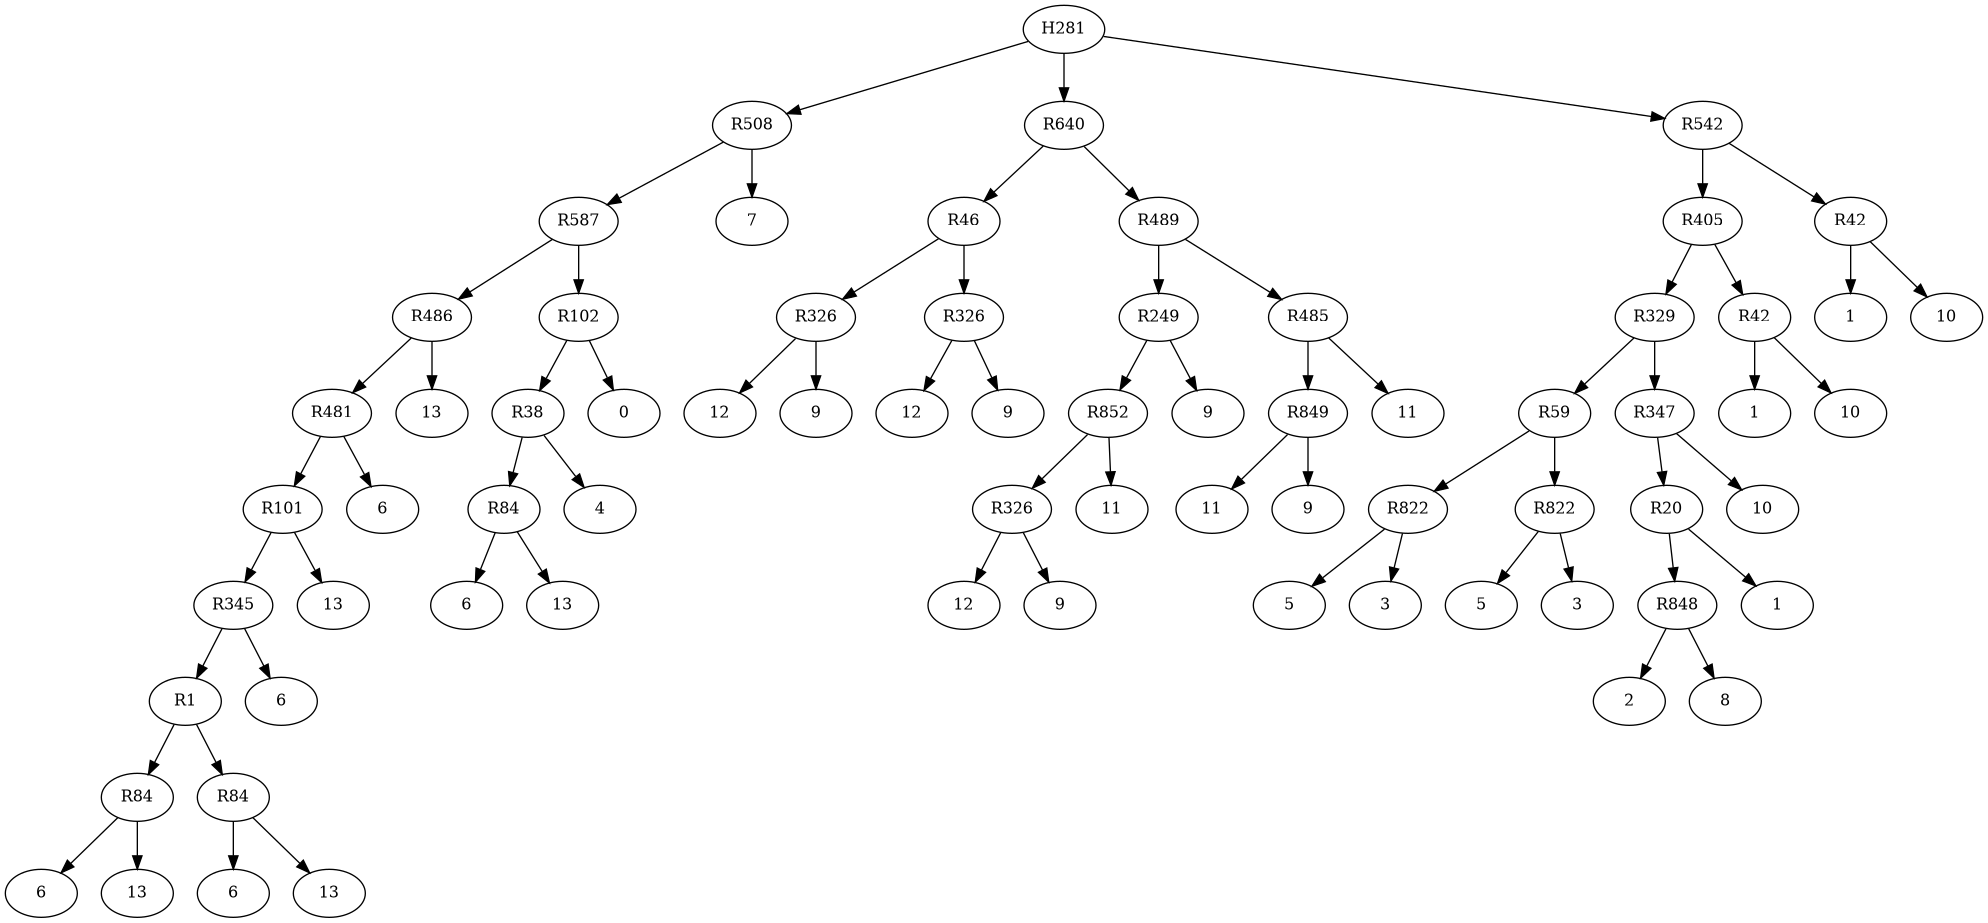 H281
R508 R640 R542
R587 7 R46 R489 R405 R42
R486 R102 R326 R326 R249 R485 R329 R42 1 10
R481 13 R38 0 12 9 12 9 R852 9 R849 11 R59 R347 1 10
R101 6 R84 4 R326 11 11 9 R822 R822 R20 10
R345 13 6 13 12 9 5 3 5 3 R848 1
R1 6 2 8
R84 R84
6 13 6 13